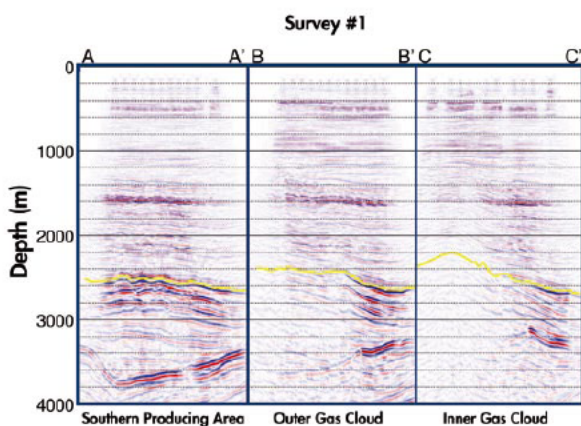 Survey #1
A A' B B' C C'
0
1000
2000
3000
4000
Depth (m)
Southern Producing Area Outer Gas Cloud Inner Gas Cloud